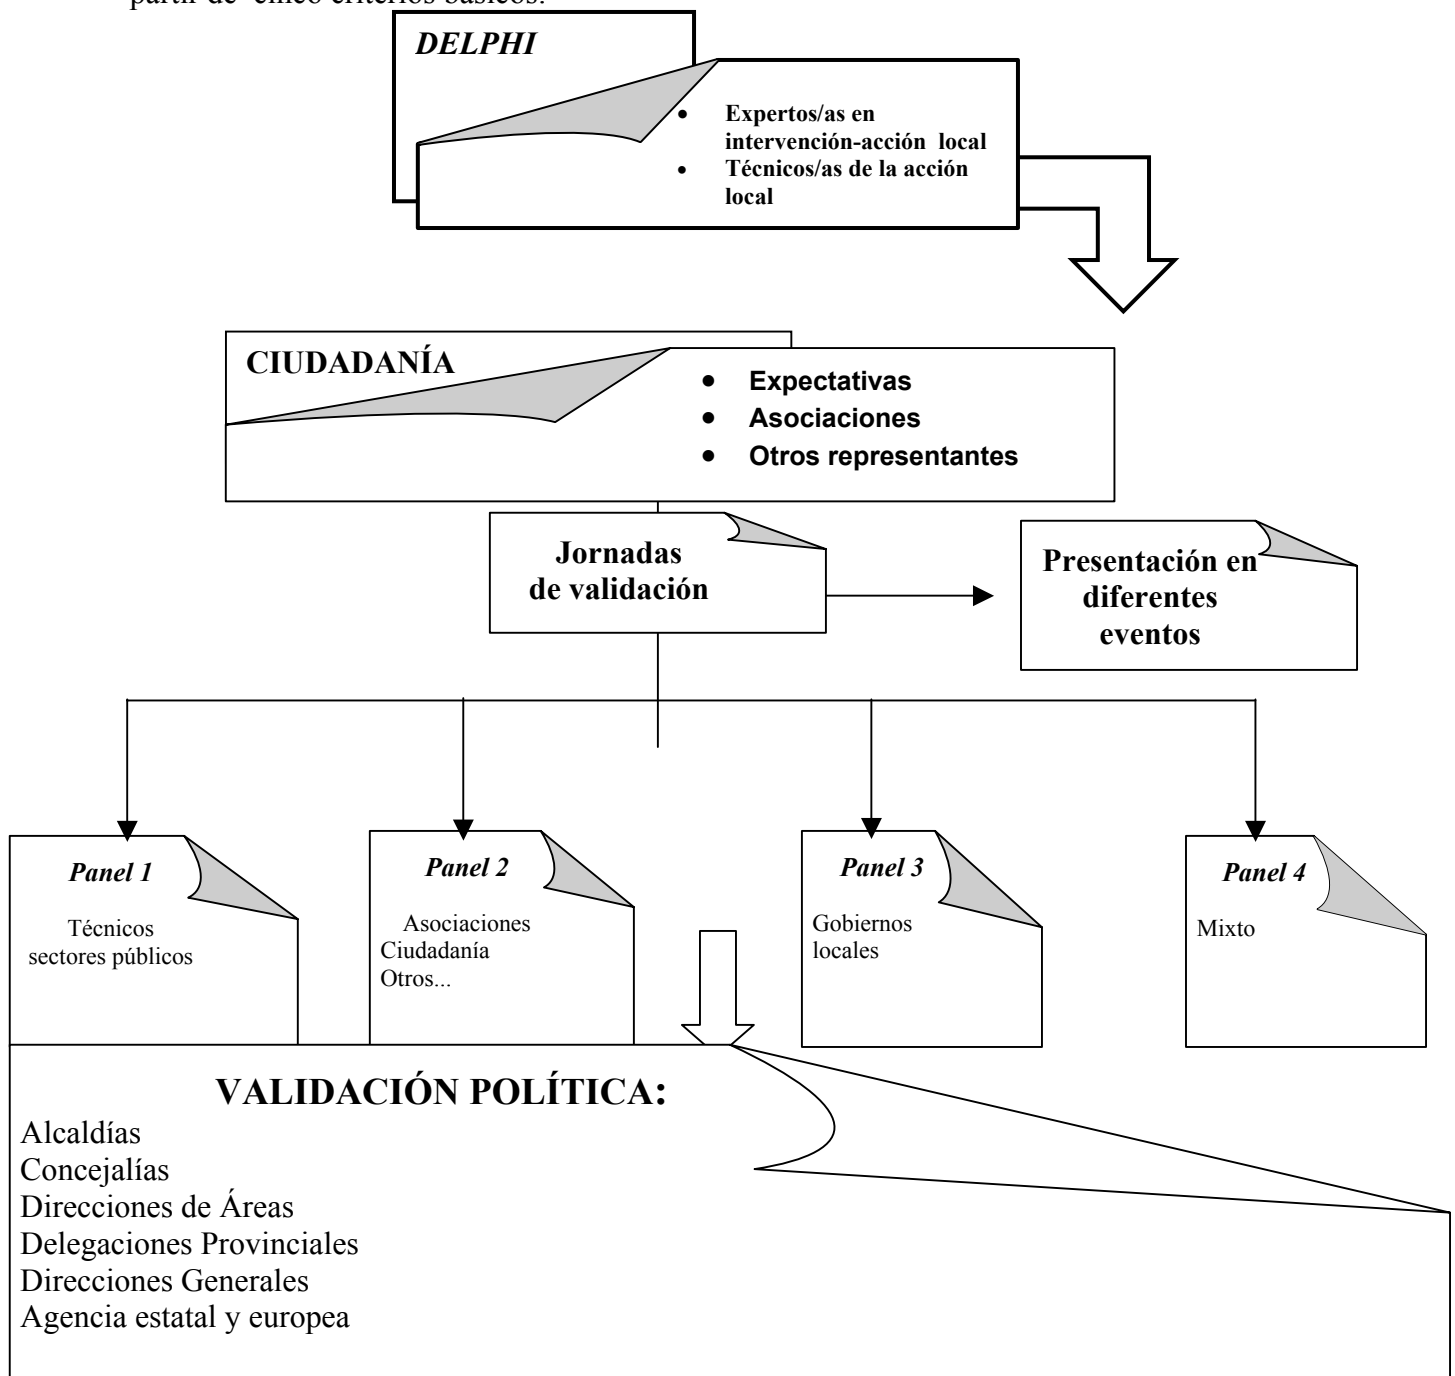 partir de cinco criterios básicos.
DELPHI
• Expertos/as en
intervención-acción local
• Técnicos/as de la acción
local
CIUDADANÍA
• Expectativas
• Asociaciones
• Otros representantes
Jornadas
de validación
Presentación en
diferentes
eventos
Panel 1
Técnicos
sectores públicos
Panel 2
Asociaciones
Ciudadanía
Otros...
Panel 3
Gobiernos
locales
Panel 4
Mixto
VALIDACIÓN POLÍTICA:
Alcaldías
Concejalías
Direcciones de Áreas
Delegaciones Provinciales
Direcciones Generales
Agencia estatal y europea